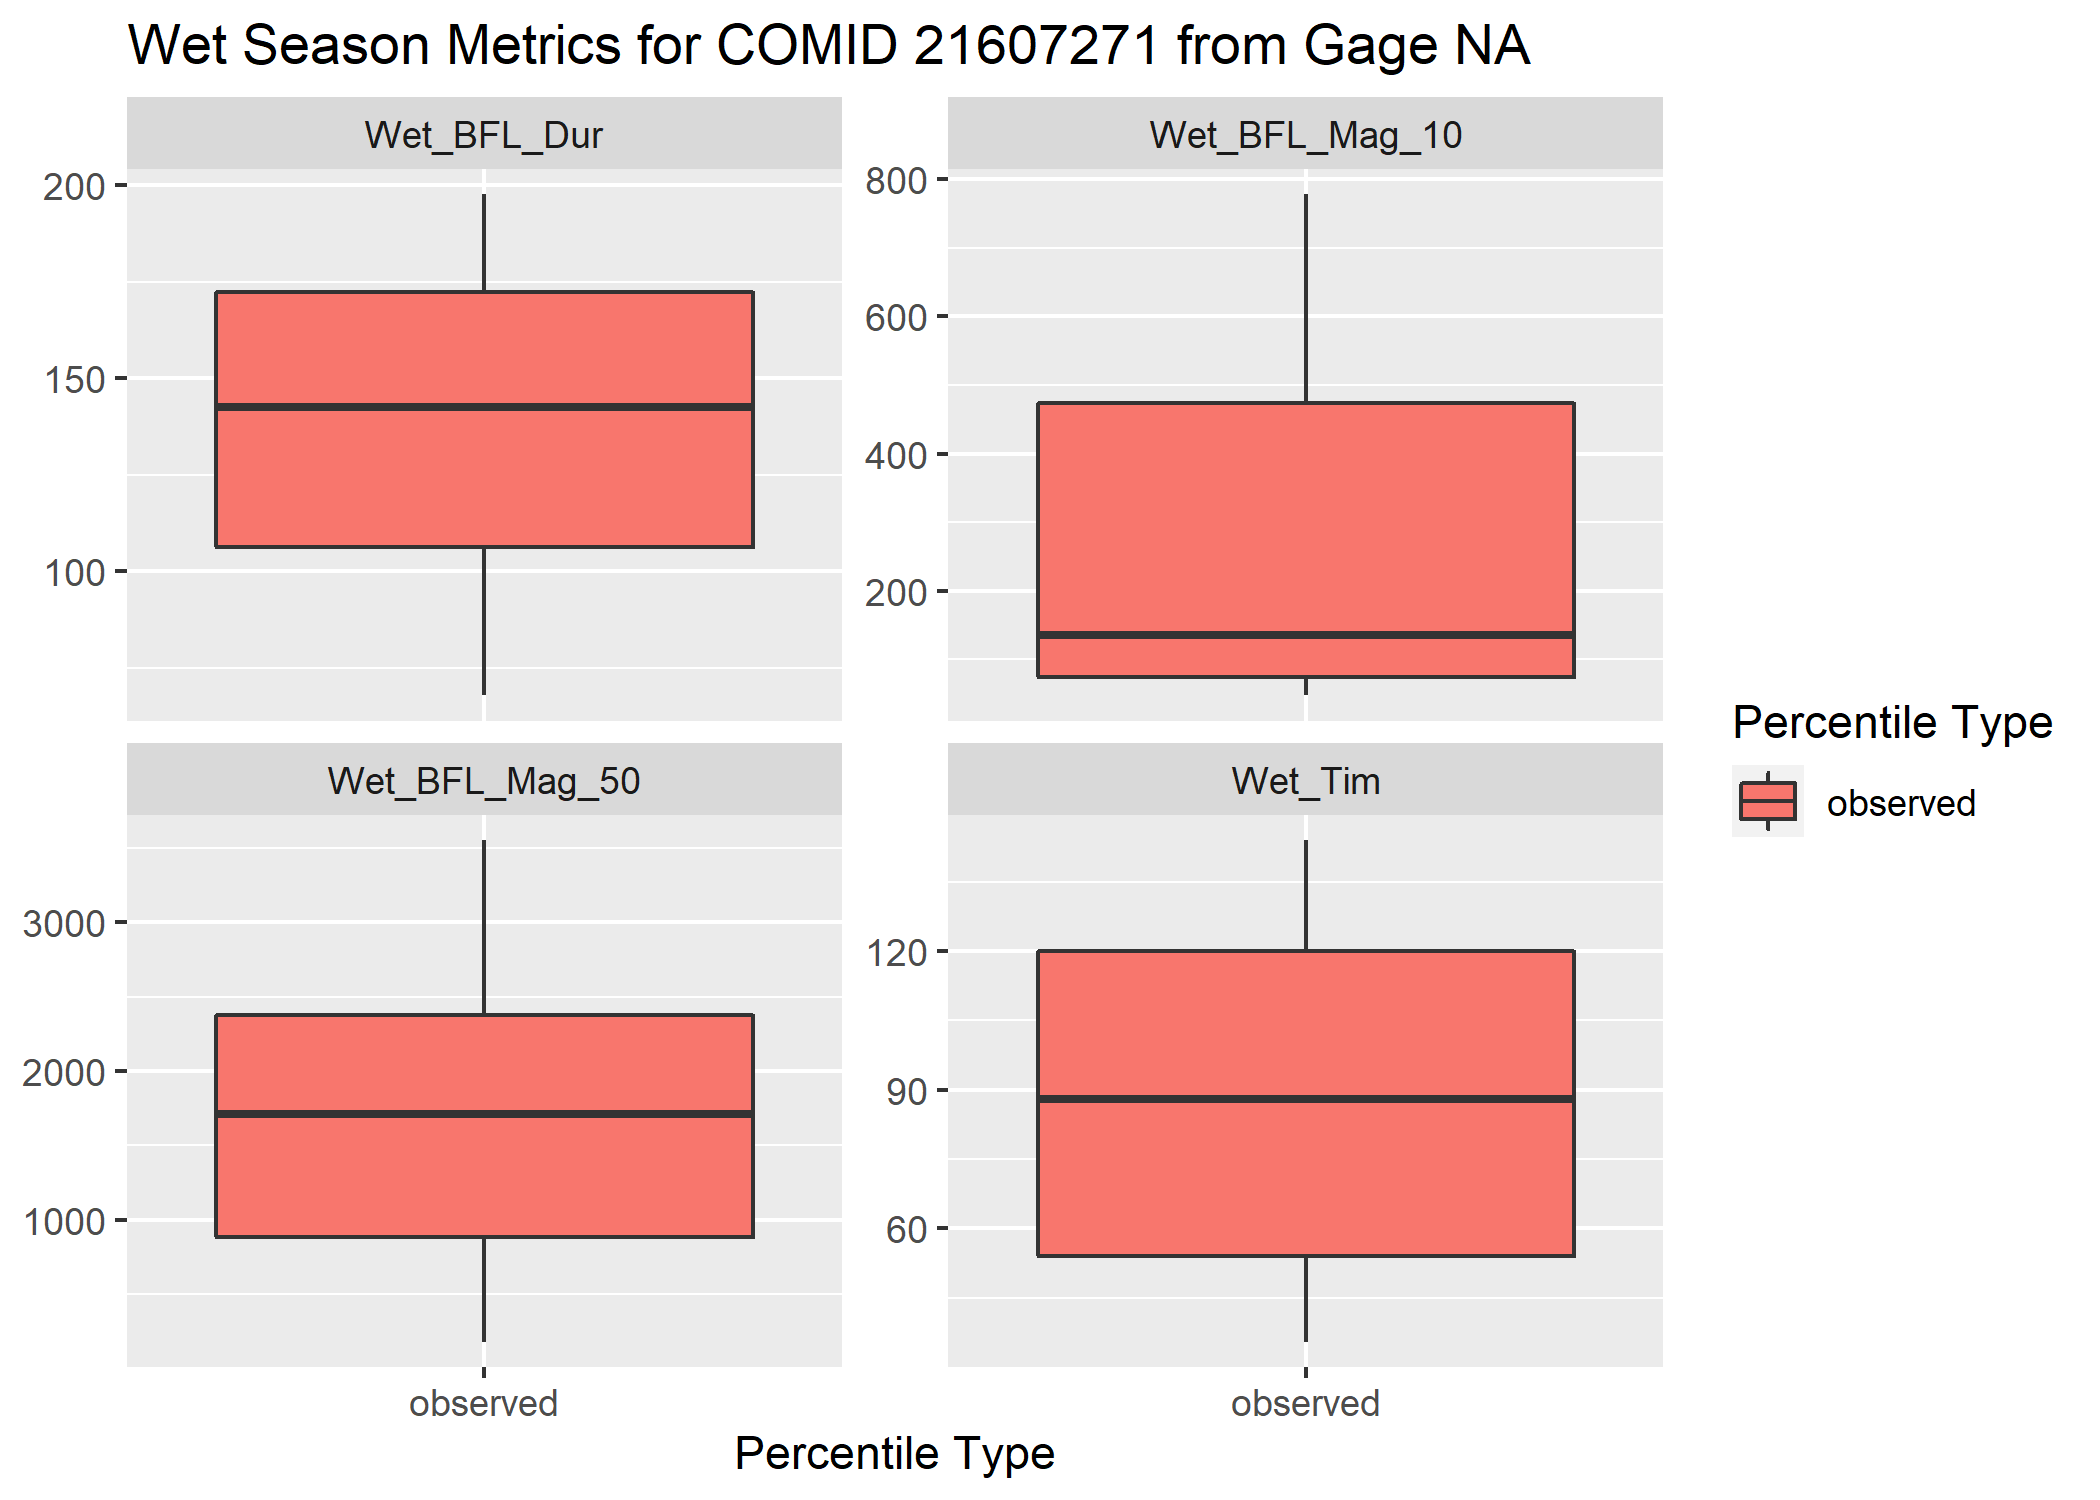 Wet Season Metrics for COMID 21607271 from Gage NA
Wet_BFL_Dur
Wet_BFL_Mag_10
200
150
100
800
600
400
200
Wet_BFL_Mag_50
Wet_Tim
3000
2000
1000
120
90
60
observed
observed
Percentile Type
Percentile Type
observed